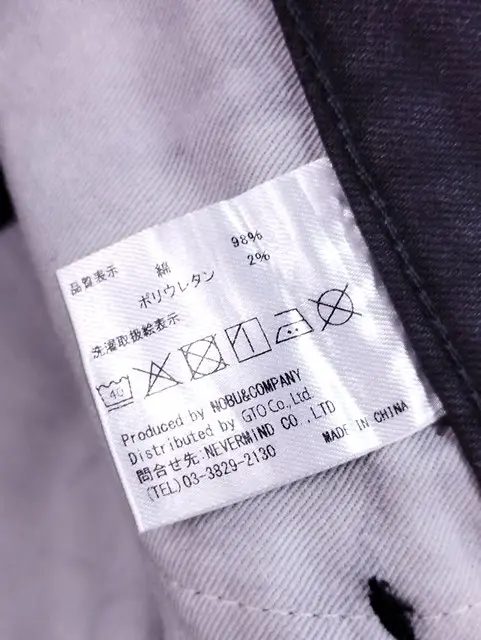 品質表示 綿 98%
ポリウレタン 2%
洗濯取扱絵表示
40
Produced by NOBU&COMPANY
Distributed by GTO Co., Ltd.
問合せ先:NEVERMIND CO., LTD
(TEL)03-3829-2130
MADE IN CHINA